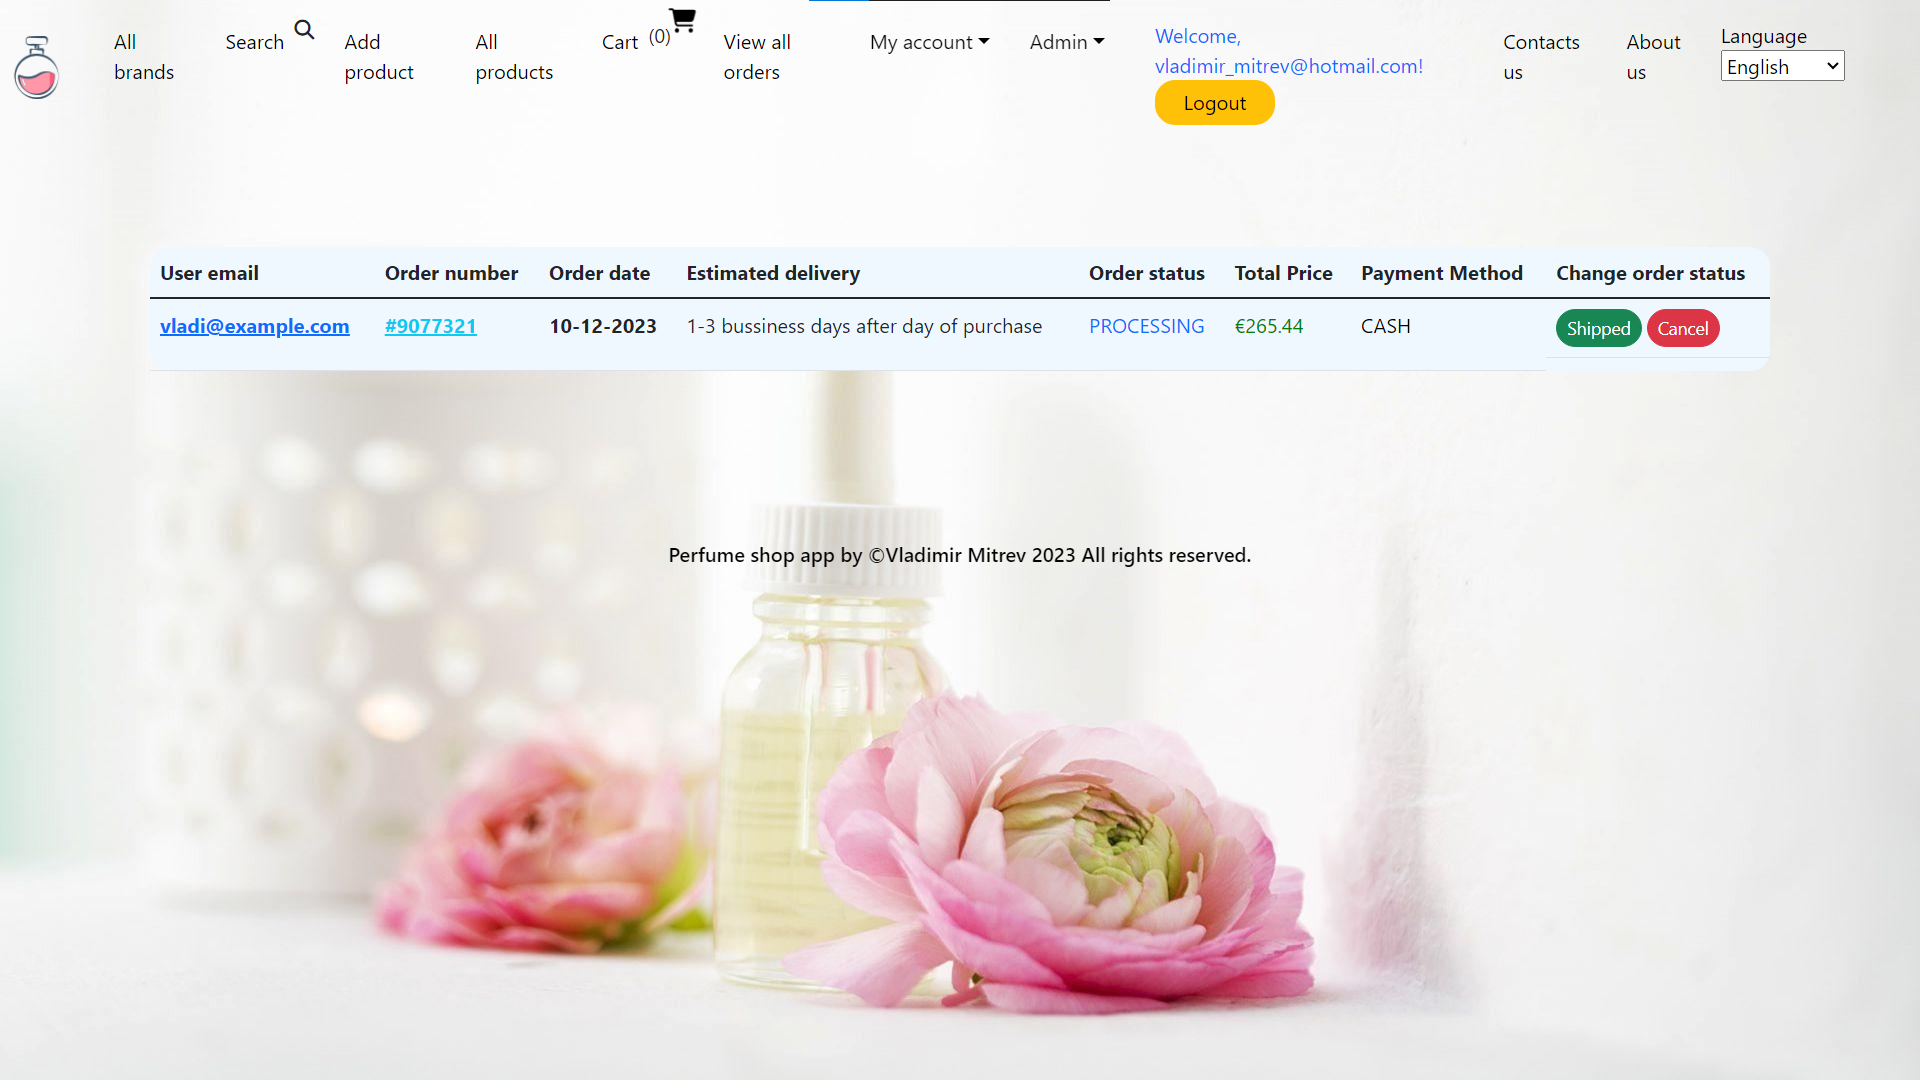 All brands
Search
Add product
All products
Cart (0)
View all orders
My account
Admin
Welcome, vladimir_mitrev@hotmail.com!
Logout
Contacts us
About us
Language
English
User email Order number Order date Estimated delivery Order status Total Price Payment Method Change order status
vladi@example.com #9077321 10-12-2023 1-3 bussiness days after day of purchase PROCESSING €265.44 CASH Shipped Cancel
Perfume shop app by ©Vladimir Mitrev 2023 All rights reserved.